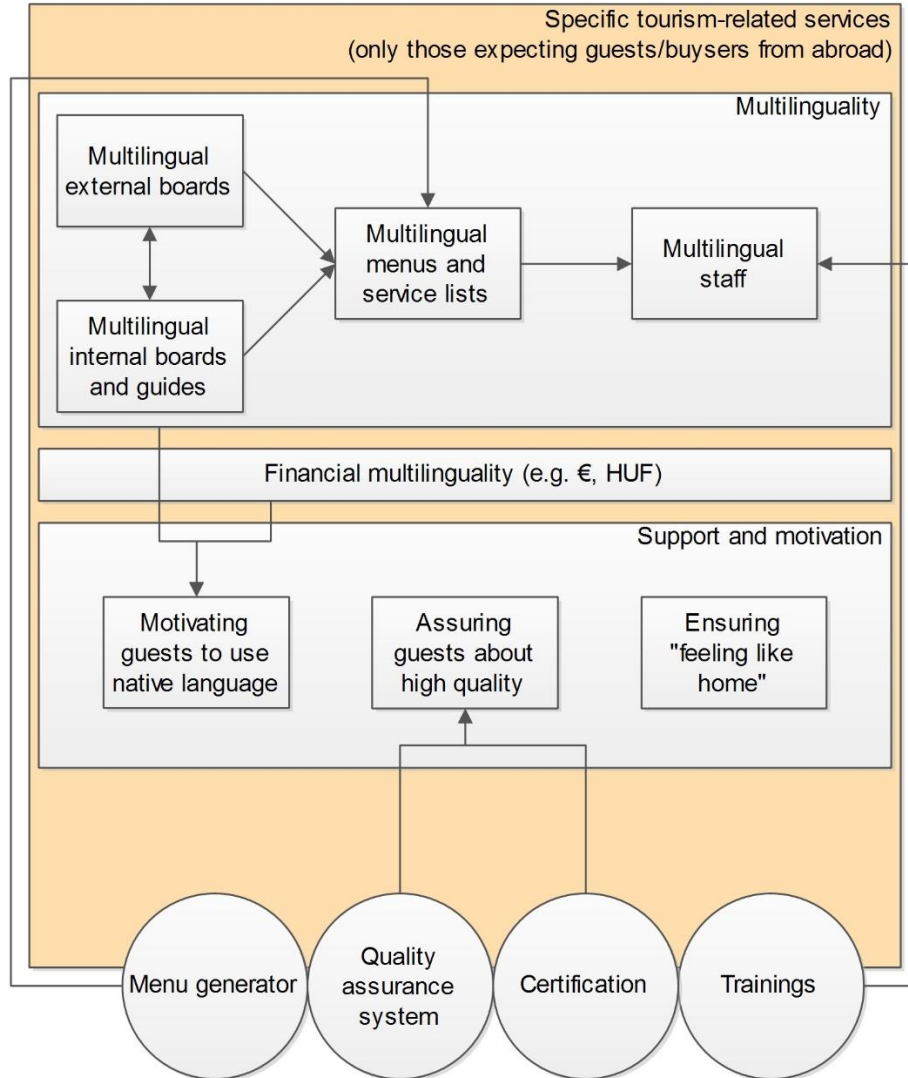 Specific tourism-related services
(only those expecting guests/buysers from abroad)
Multilinguality
Multilingual
external boards
Multilingual
menus and
service lists
Multilingual
staff
Multilingual
internal boards
and guides
Financial multilinguality (e.g. €, HUF)
Support and motivation
Motivating
guests to use
native language
Assuring
guests about
high quality
Ensuring
"feeling like
home"
Menu generator
Quality
assurance
system
Certification
Trainings